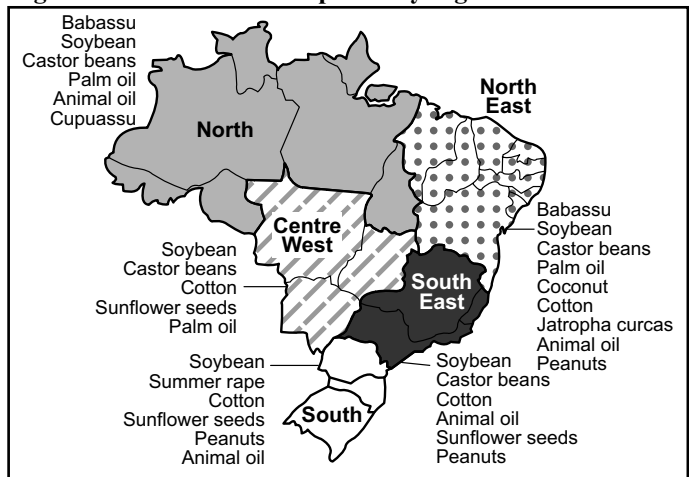 Babassu
Soybean
Castor beans
Palm oil
Animal oil
Cupuassu
North
North
East
Babassu
Soybean
Castor beans
Palm oil
Coconut
Cotton
Jatropha curcas
Animal oil
Peanuts
Centre
West
Soybean
Castor beans
Cotton
Sunflower seeds
Palm oil
South
East
Soybean
Summer rape
Cotton
Sunflower seeds
Peanuts
Animal oil
South
Soybean
Castor beans
Cotton
Animal oil
Sunflower seeds
Peanuts